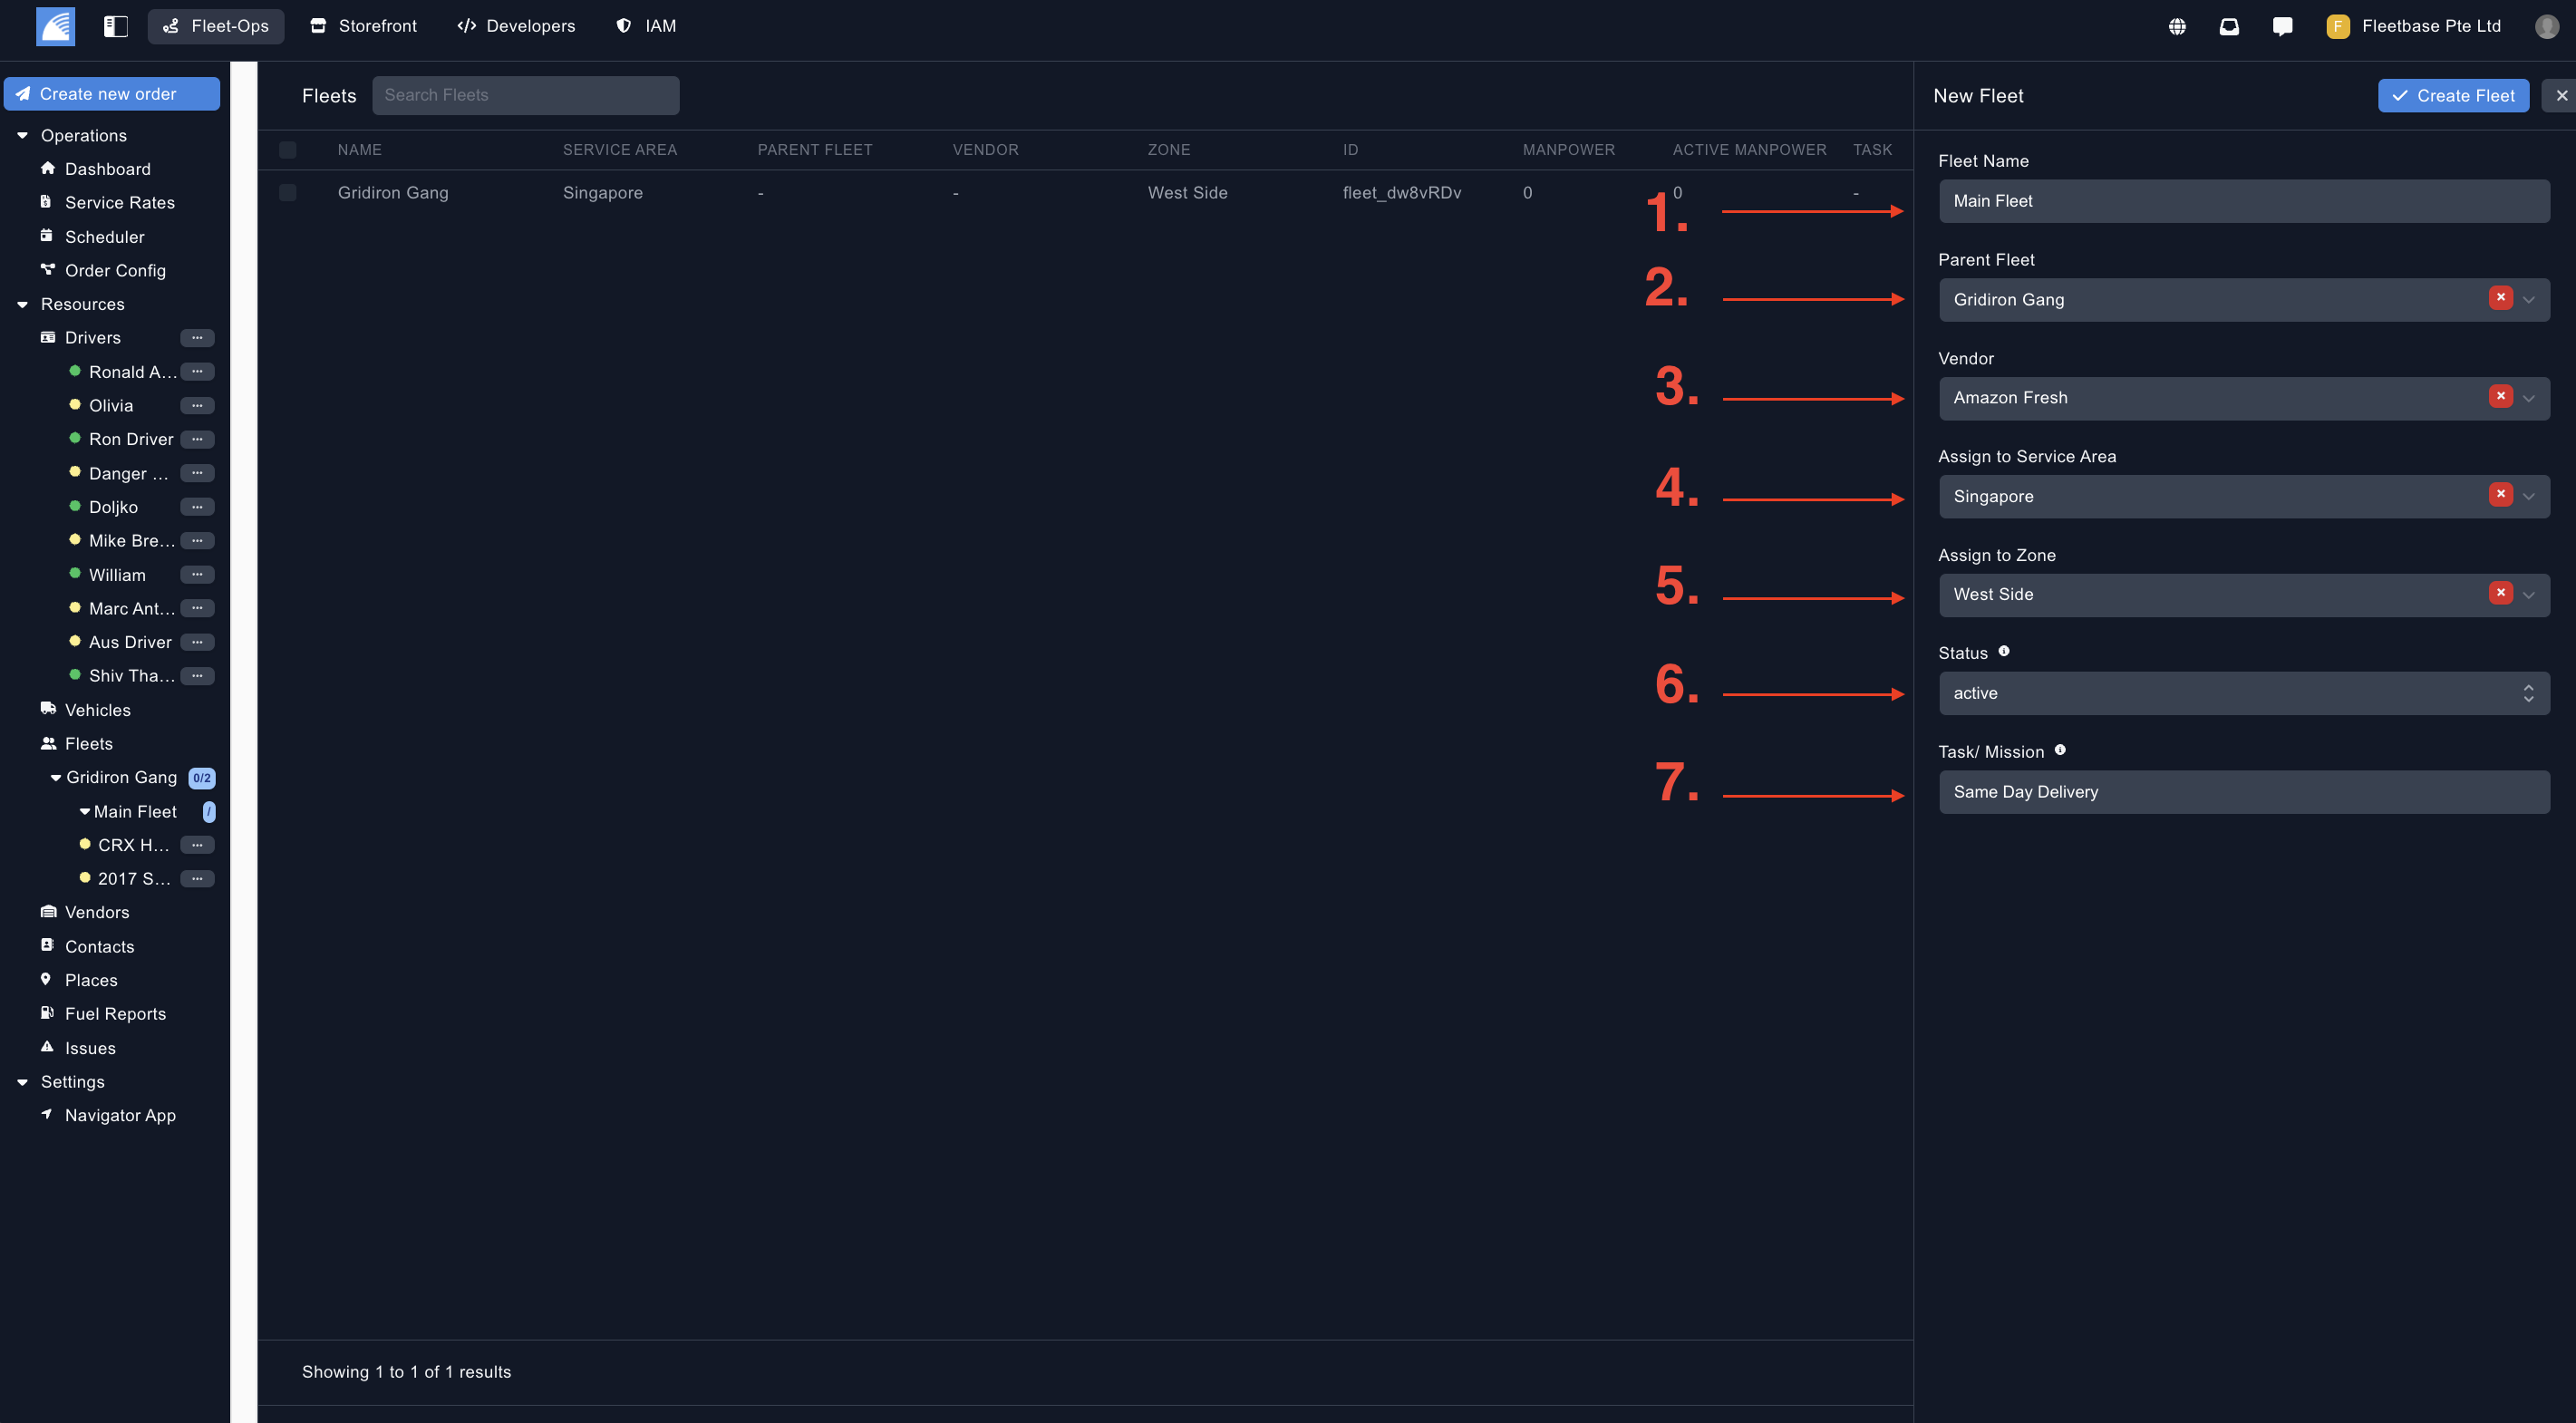 Fleet-Ops Storefront Developers IAM F Fleetbase Pte Ltd
Create new order
Operations
Dashboard
Service Rates
Scheduler
Order Config
Resources
Drivers
Ronald A...
Olivia
Ron Driver
Danger ...
Doljko
Mike Bre...
William
Marc Ant...
Aus Driver
Shiv Tha...
Vehicles
Fleets
Gridiron Gang 0/2
Main Fleet /
CRX H...
2017 S...
Vendors
Contacts
Places
Fuel Reports
Issues
Settings
Navigator App
Fleets Search Fleets
NAME SERVICE AREA PARENT FLEET VENDOR ZONE ID MANPOWER ACTIVE MANPOWER TASK
Gridiron Gang Singapore - - West Side fleet_dw8vRDv 0 0 -
Showing 1 to 1 of 1 results
New Fleet Create Fleet
Fleet Name
1. Main Fleet
Parent Fleet
2. Gridiron Gang
Vendor
3. Amazon Fresh
Assign to Service Area
4. Singapore
Assign to Zone
5. West Side
Status
6. active
Task/ Mission
7. Same Day Delivery